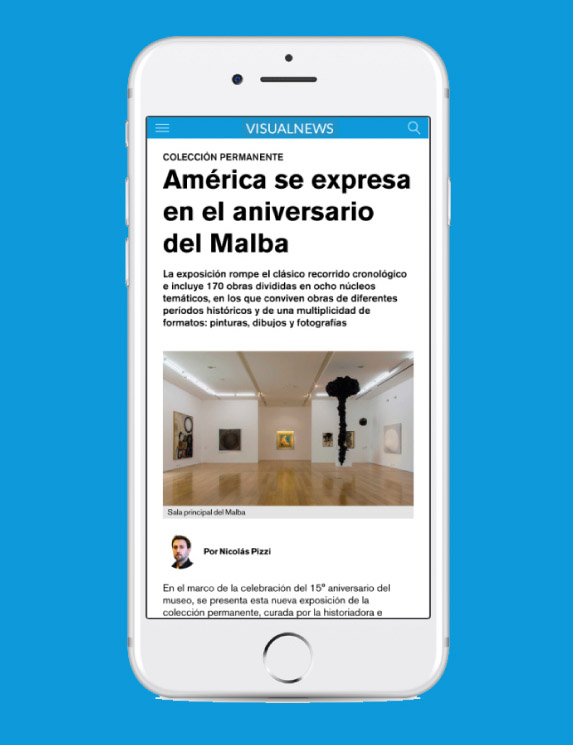 VISUALNEWS
COLECCIÓN PERMANENTE
América se expresa
en el aniversario
del Malba
La exposición rompe el clásico recorrido cronológico
e incluye 170 obras divididas en ocho núcleos
temáticos, en los que conviven obras de diferentes
períodos históricos y de una multiplicidad de
formatos: pinturas, dibujos y fotografías
Sala principal del Malba
Por Nicolás Pizzi
En el marco de la celebración del 15° aniversario del
museo, se presenta esta nueva exposición de la
colección permanente, curada por la historiadora e